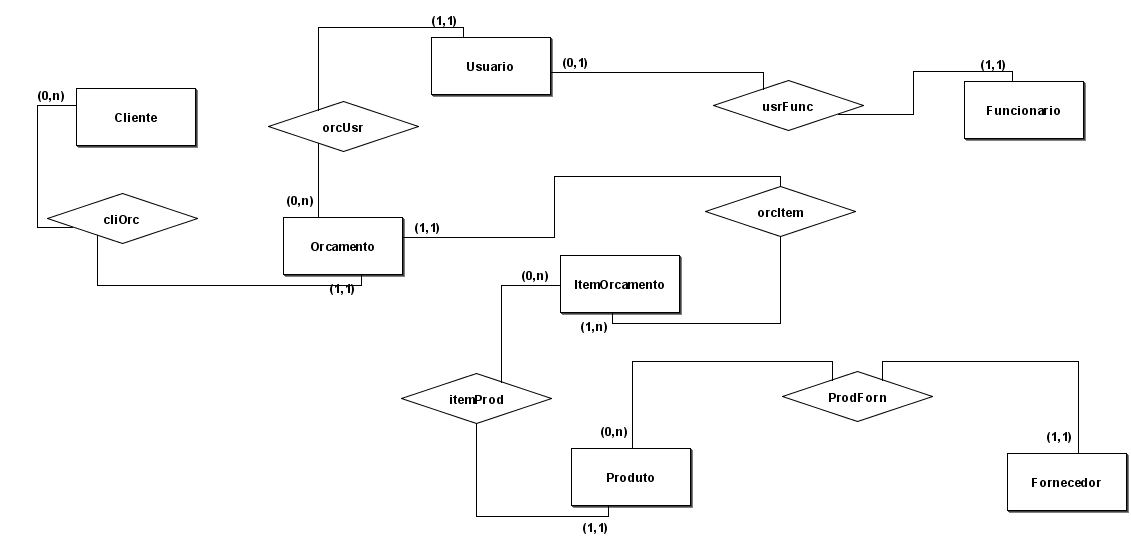 (1,1)
Usuario
(0,1)
(1,1)
usrFunc
Funcionario
(0,n)
Cliente
orcUsr
cliOrc
(0,n)
Orcamento
(1,1)
(1,1)
orcItem
(0,n)
ItemOrcamento
(1,n)
itemProd
ProdForn
(0,n)
Produto
(1,1)
(1,1)
Fornecedor